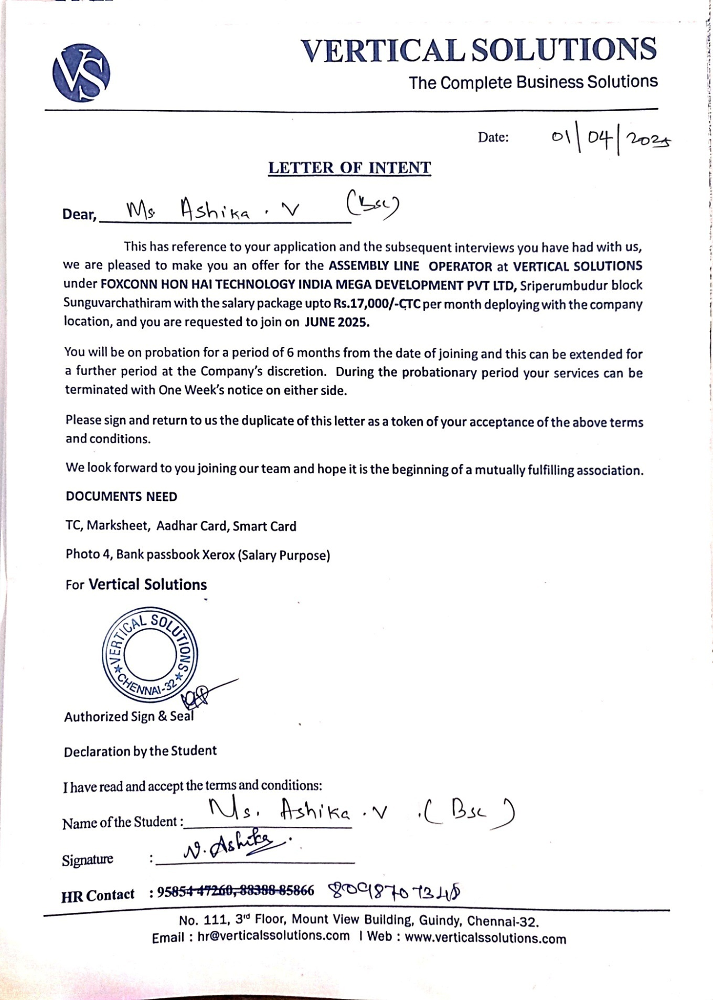 VS
VERTICAL SOLUTIONS
The Complete Business Solutions
Date: 01/04/2025
LETTER OF INTENT
Dear, Ms. Ashika . V (Bsc)
This has reference to your application and the subsequent interviews you have had with us,
we are pleased to make you an offer for the ASSEMBLY LINE OPERATOR at VERTICAL SOLUTIONS
under FOXCONN HON HAI TECHNOLOGY INDIA MEGA DEVELOPMENT PVT LTD, Sriperumbudur block
Sunguvarchathiram with the salary package upto Rs.17,000/-CTC per month deploying with the company
location, and you are requested to join on JUNE 2025.
You will be on probation for a period of 6 months from the date of joining and this can be extended for
a further period at the Company's discretion. During the probationary period your services can be
terminated with One Week's notice on either side.
Please sign and return to us the duplicate of this letter as a token of your acceptance of the above terms
and conditions.
We look forward to you joining our team and hope it is the beginning of a mutually fulfilling association.
DOCUMENTS NEED
TC, Marksheet, Aadhar Card, Smart Card
Photo 4, Bank passbook Xerox (Salary Purpose)
For Vertical Solutions
VERTICAL SOLUTIONS
★ CHENNAI-32 ★
Authorized Sign & Seal
Declaration by the Student
I have read and accept the terms and conditions:
Name of the Student : Ms. Ashika . V . ( Bsc )
Signature : V. Ashika .
HR Contact : 95854 47260, 88388 85866 8098707348
No. 111, 3rd Floor, Mount View Building, Guindy, Chennai-32.
Email : hr@verticalssolutions.com I Web : www.verticalssolutions.com